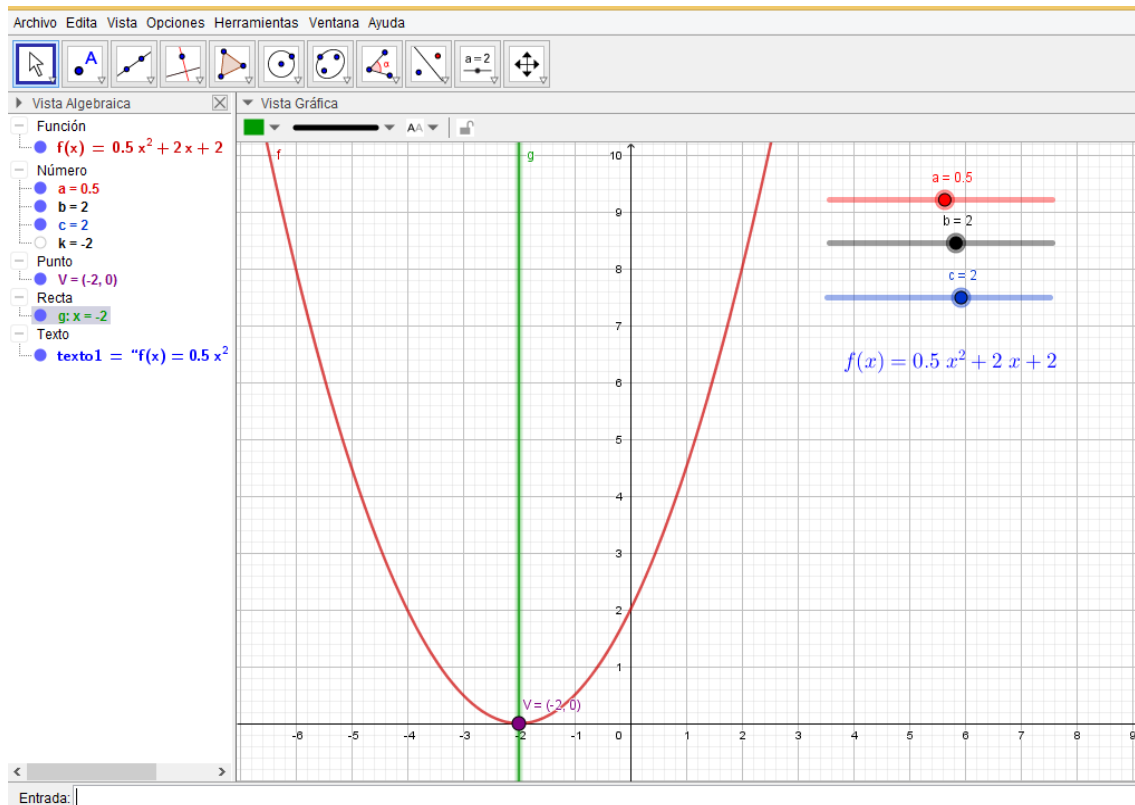 Archivo Edita Vista Opciones Herramientas Ventana Ayuda
A
α
a = 2
Vista Algebraica
Vista Gráfica
AA
Función
f(x) = 0.5 x² + 2 x + 2
Número
a = 0.5
b = 2
c = 2
k = -2
Punto
V = (-2, 0)
Recta
g: x = -2
Texto
texto1 = “f(x) = 0.5 x²
f
g
10
9
8
7
6
5
4
3
2
1
a = 0.5
b = 2
c = 2
f(x) = 0.5 x² + 2 x + 2
V = (-2, 0)
-6 -5 -4 -3 -2 -1 0 1 2 3 4 5 6 7 8 9
Entrada: